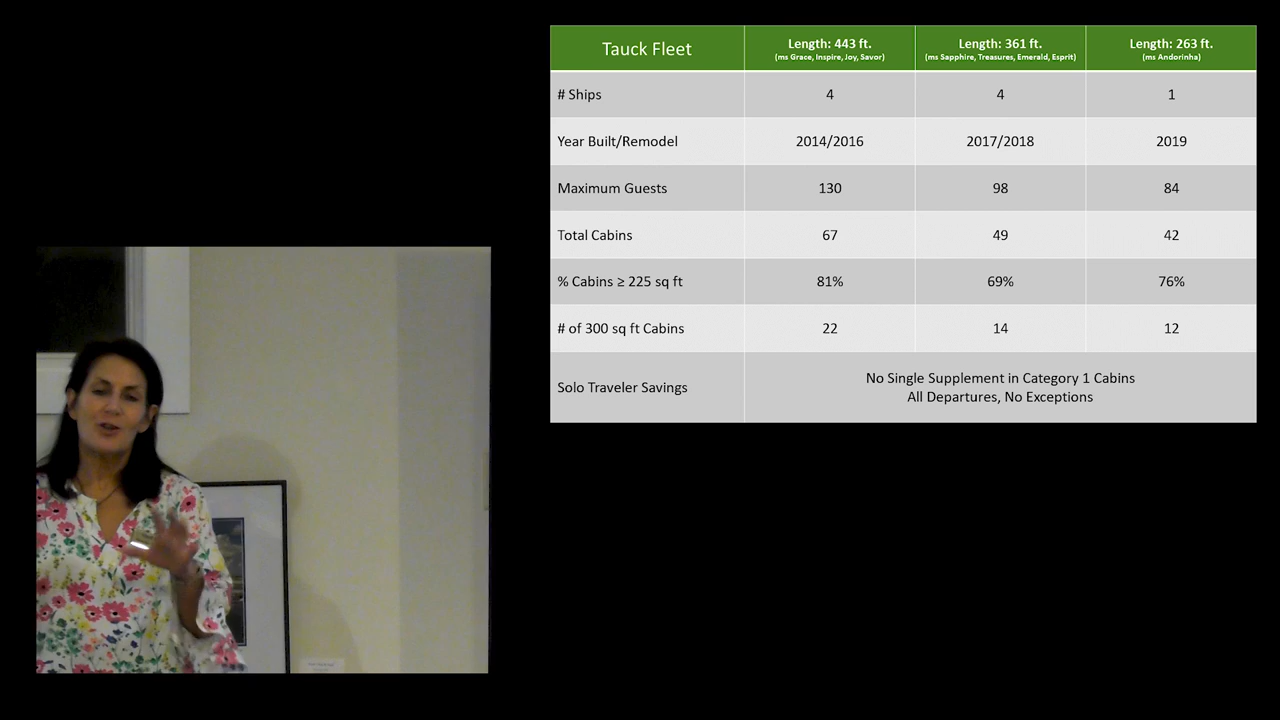 Tauck Fleet
Length: 443 ft.
(ms Grace, Inspire, Joy, Savor)
Length: 361 ft.
(ms Sapphire, Treasures, Emerald, Esprit)
Length: 263 ft.
(ms Andorinha)
# Ships 4 4 1
Year Built/Remodel 2014/2016 2017/2018 2019
Maximum Guests 130 98 84
Total Cabins 67 49 42
% Cabins ≥ 225 sq ft 81% 69% 76%
# of 300 sq ft Cabins 22 14 12
Solo Traveler Savings
No Single Supplement in Category 1 Cabins
All Departures, No Exceptions